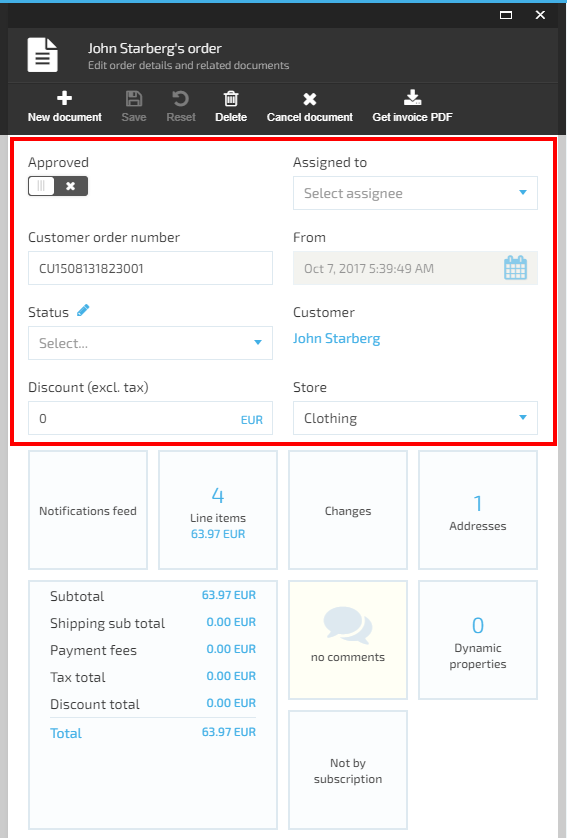 John Starberg's order
Edit order details and related documents
New document
Save
Reset
Delete
Cancel document
Get invoice PDF
Approved
Assigned to
Select assignee
Customer order number
CU1508131823001
From
Oct 7, 2017 5:39:49 AM
Status
Select...
Customer
John Starberg
Discount (excl. tax)
0 EUR
Store
Clothing
Notifications feed
4
Line items
63.97 EUR
Changes
1
Addresses
Subtotal 63.97 EUR
Shipping sub total 0.00 EUR
Payment fees 0.00 EUR
Tax total 0.00 EUR
Discount total 0.00 EUR
Total 63.97 EUR
no comments
0
Dynamic
properties
Not by
subscription